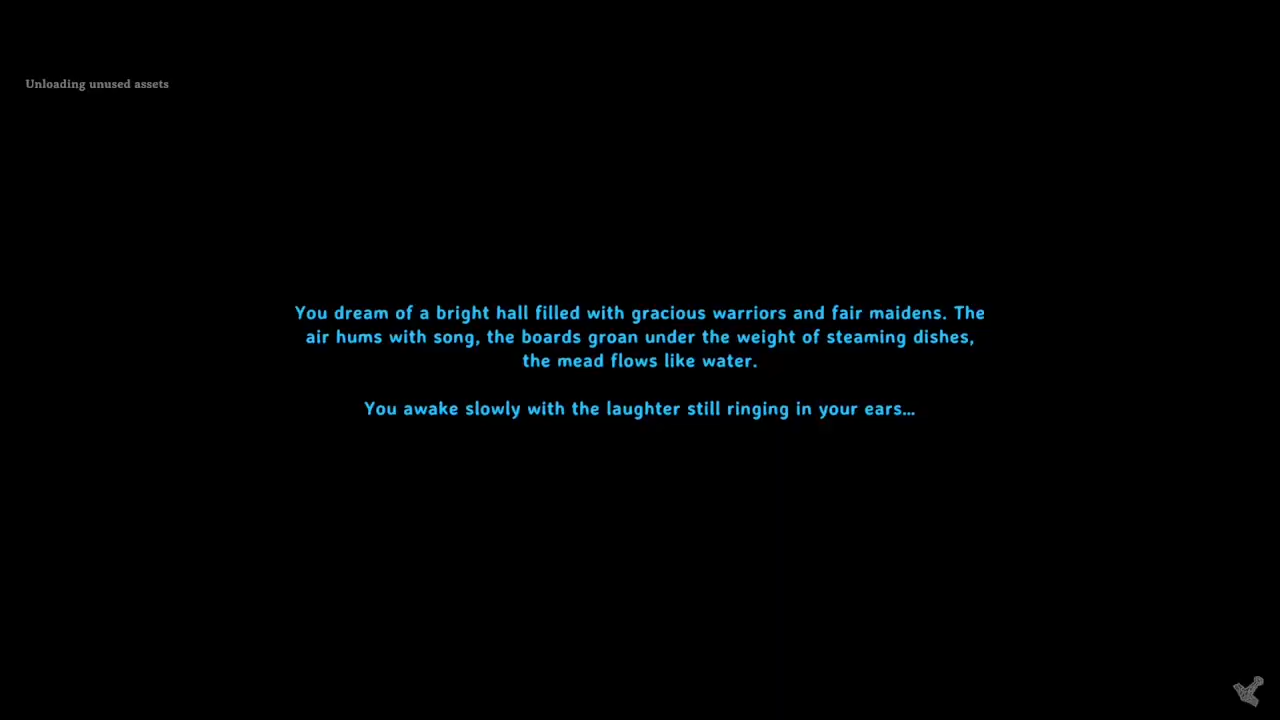 Unloading unused assets
You dream of a bright hall filled with gracious warriors and fair maidens. The
air hums with song, the boards groan under the weight of steaming dishes,
the mead flows like water.
You awake slowly with the laughter still ringing in your ears...